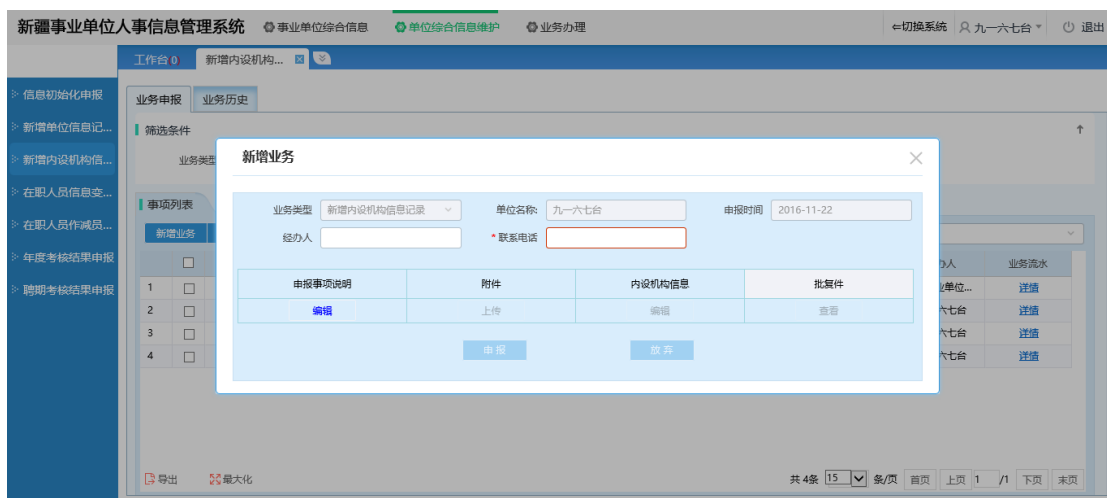 新疆事业单位人事信息管理系统 事业单位综合信息 单位综合信息维护 业务办理 切换系统 九一六七台 退出
工作台(0) 新增内设机构...
信息初始化申报
新增单位信息记...
新增内设机构信...
在职人员信息变...
在职人员作减员...
年度考核结果申报
聘期考核结果申报
业务申报 业务历史
筛选条件
业务类型
事项列表
新增业务
新增业务
业务类型 新增内设机构信息记录 单位名称: 九一六七台 申报时间 2016-11-22
经办人 *联系电话
申报事项说明 附件 内设机构信息 批复件
编辑 上传 编辑 查看
申报 放弃
办人 业务流水
1 业单位... 详情
2 六七台 详情
3 六七台 详情
4 六七台 详情
导出 最大化 共 4条 15 条/页 首页 上页 1 /1 下页 末页